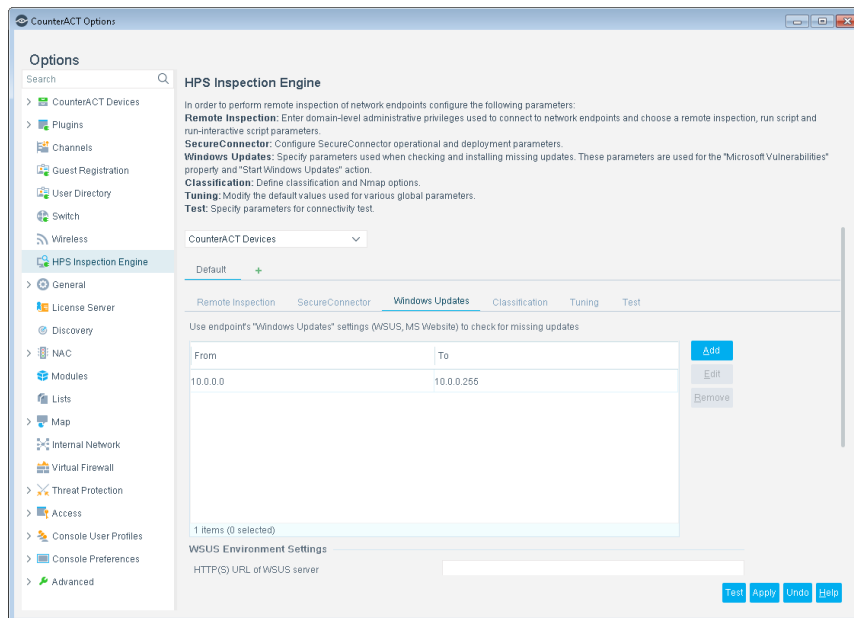 CounterACT Options
Options
Search
CounterACT Devices
Plugins
Channels
Guest Registration
User Directory
Switch
Wireless
HPS Inspection Engine
General
License Server
Discovery
NAC
Modules
Lists
Map
Internal Network
Virtual Firewall
Threat Protection
Access
Console User Profiles
Console Preferences
Advanced
HPS Inspection Engine
In order to perform remote inspection of network endpoints configure the following parameters:
Remote Inspection: Enter domain-level administrative privileges used to connect to network endpoints and choose a remote inspection, run script and
run-interactive script parameters.
SecureConnector: Configure SecureConnector operational and deployment parameters.
Windows Updates: Specify parameters used when checking and installing missing updates. These parameters are used for the "Microsoft Vulnerabilities"
property and "Start Windows Updates" action.
Classification: Define classification and Nmap options.
Tuning: Modify the default values used for various global parameters.
Test: Specify parameters for connectivity test.
CounterACT Devices
Default +
Remote Inspection SecureConnector Windows Updates Classification Tuning Test
Use endpoint's "Windows Updates" settings (WSUS, MS Website) to check for missing updates
From To
10.0.0.0 10.0.0.255
1 items (0 selected)
Add
Edit
Remove
WSUS Environment Settings
HTTP(S) URL of WSUS server
Test Apply Undo Help